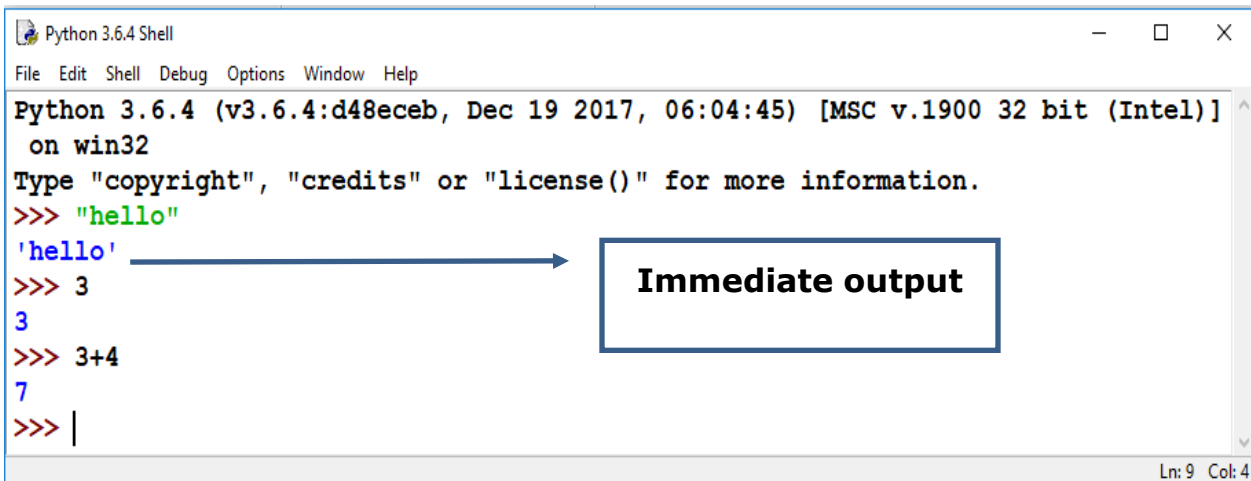 Python 3.6.4 Shell
File Edit Shell Debug Options Window Help
Python 3.6.4 (v3.6.4:d48eceb, Dec 19 2017, 06:04:45) [MSC v.1900 32 bit (Intel)]
 on win32
Type "copyright", "credits" or "license()" for more information.
>>> "hello"
'hello'
Immediate output
>>> 3
3
>>> 3+4
7
>>>
Ln: 9 Col: 4